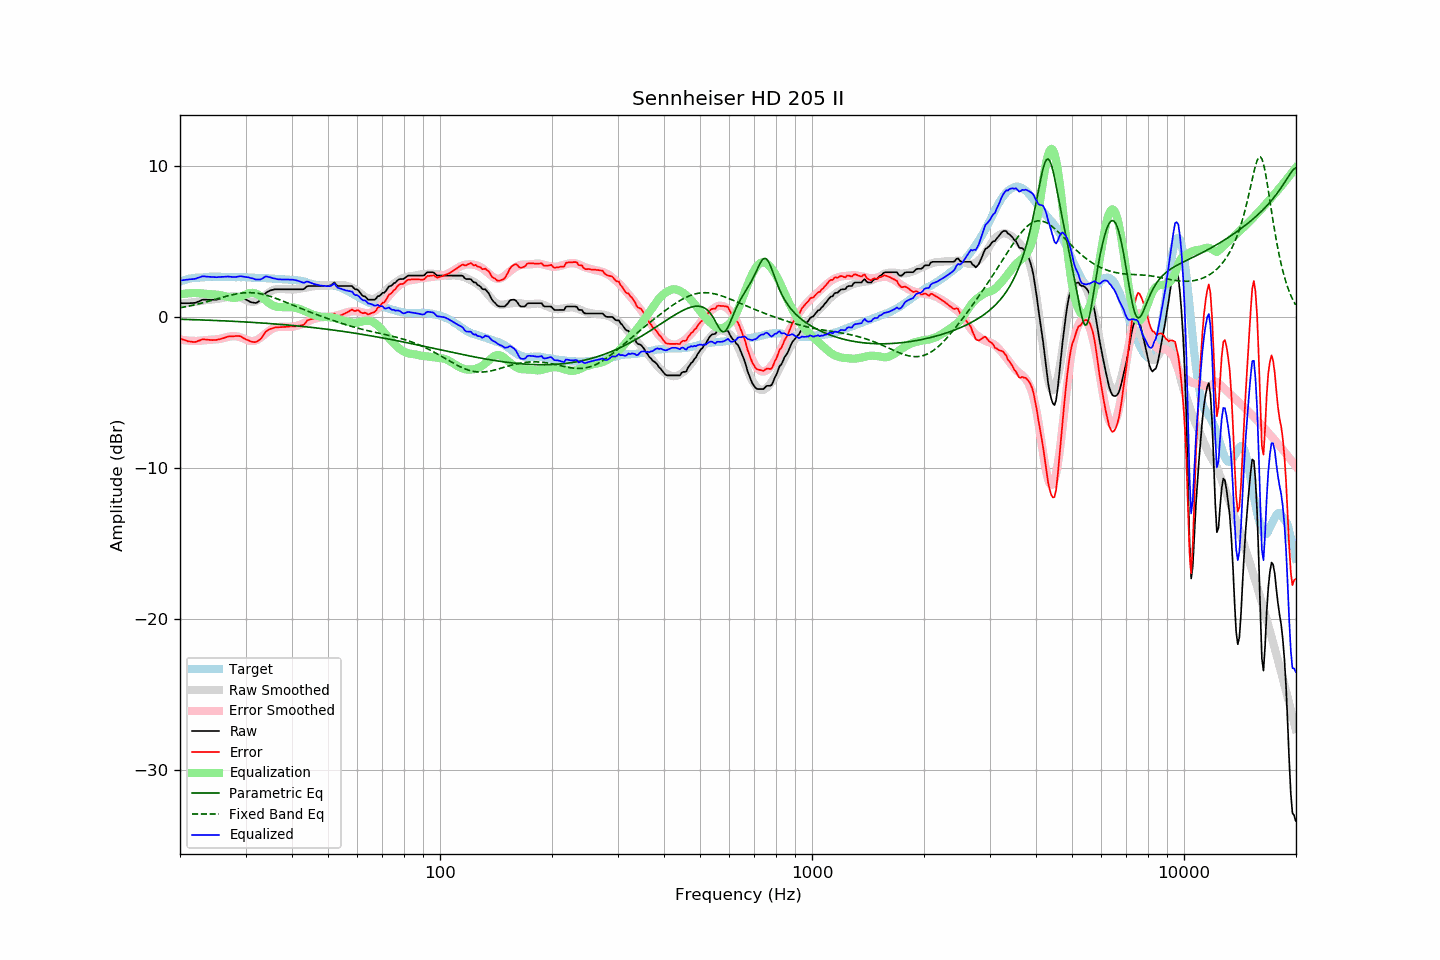 Sennheiser HD 205 II
10
0
−10
−20
−30
Amplitude (dBr)
Target
Raw Smoothed
Error Smoothed
Raw
Error
Equalization
Parametric Eq
Fixed Band Eq
Equalized
100
1000
10000
Frequency (Hz)